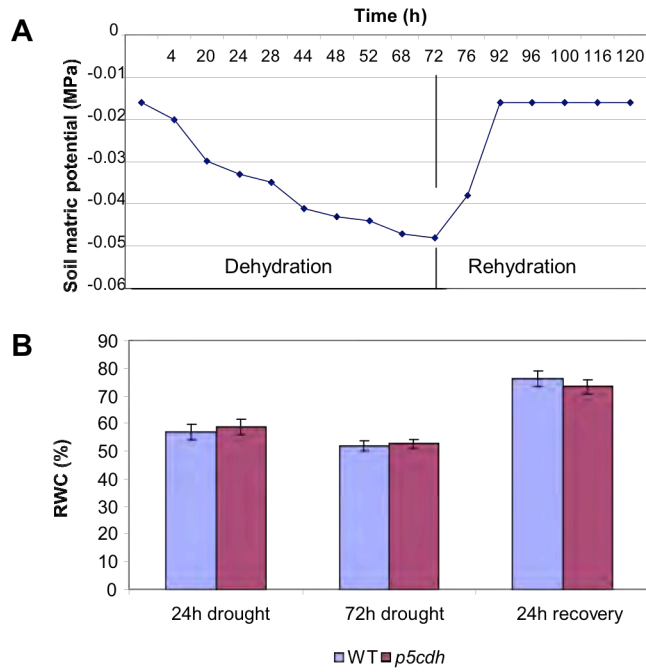 A
Time (h)
Soil matric potential (MPa)
0
4 20 24 28 44 48 52 68 72 76 92 96 100 116 120
-0.01
-0.02
-0.03
-0.04
-0.05
-0.06
Dehydration
Rehydration
B
RWC (%)
90
80
70
60
50
40
30
20
10
0
24h drought
72h drought
24h recovery
WT
p5cdh